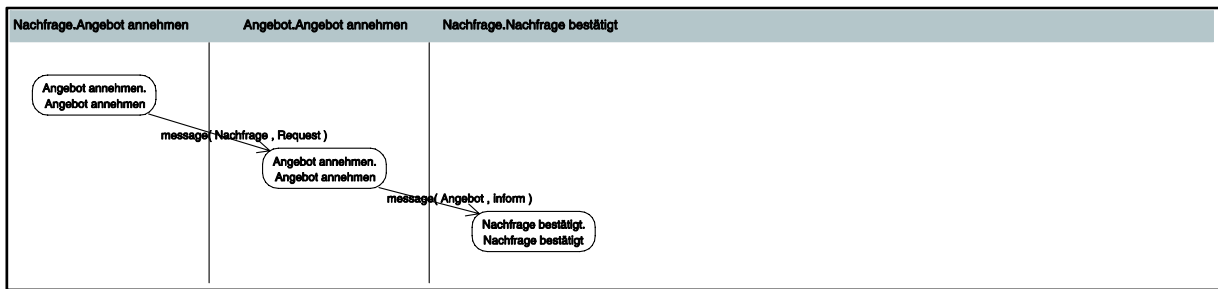 Nachfrage.Angebot annehmen
Angebot.Angebot annehmen
Nachfrage.Nachfrage bestätigt
Angebot annehmen.
Angebot annehmen
message( Nachfrage , Request )
Angebot annehmen.
Angebot annehmen
message( Angebot , inform )
Nachfrage bestätigt.
Nachfrage bestätigt